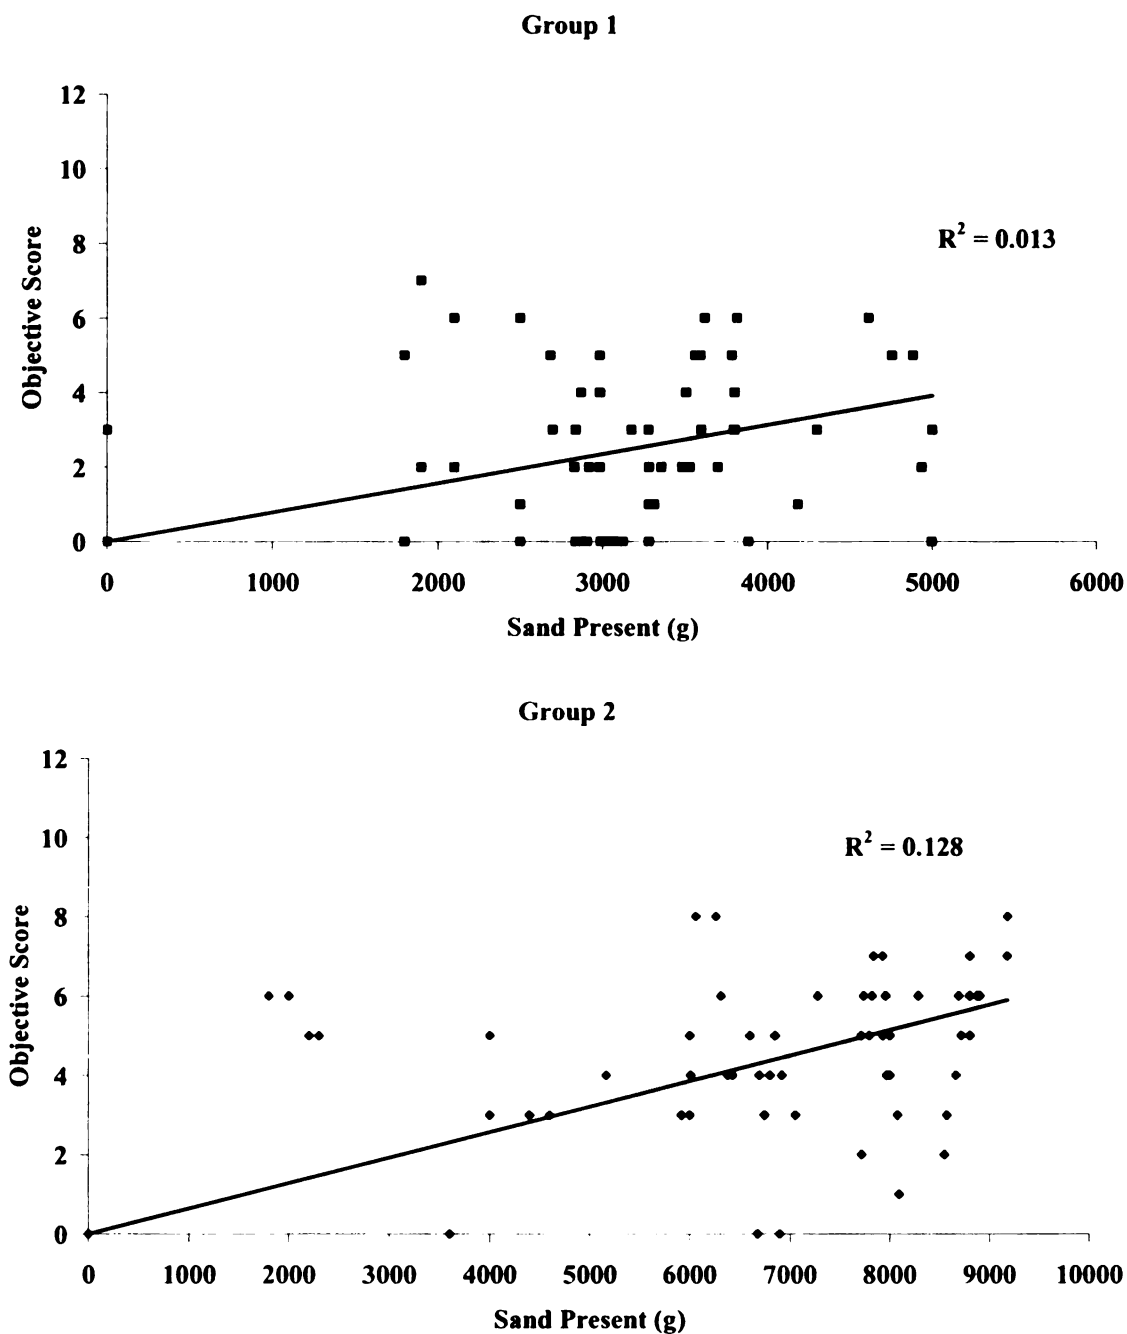 Group 1
12
10
8
6
4
2
0
Objective Score
R² = 0.013
0 1000 2000 3000 4000 5000 6000
Sand Present (g)
Group 2
12
10
8
6
4
2
0
Objective Score
R² = 0.128
0 1000 2000 3000 4000 5000 6000 7000 8000 9000 10000
Sand Present (g)